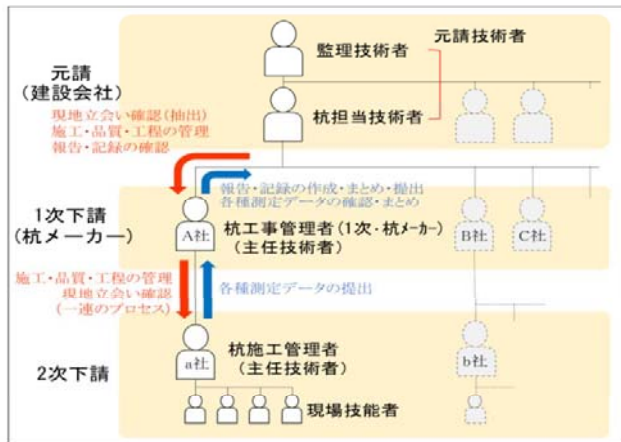 監理技術者
元請技術者
元請
(建設会社)
現地立会い確認(抽出)
施工・品質・工程の管理
報告・記録の確認
杭担当技術者
報告・記録の作成・まとめ・提出
各種測定データの確認・まとめ
1次下請
(杭メーカー)
A社
杭工事管理者(1次・杭メーカー)
(主任技術者)
B社
C社
施工・品質・工程の管理
現地立会い確認
(一連のプロセス)
各種測定データの提出
2次下請
a社
杭施工管理者
(主任技術者)
b社
現場技能者